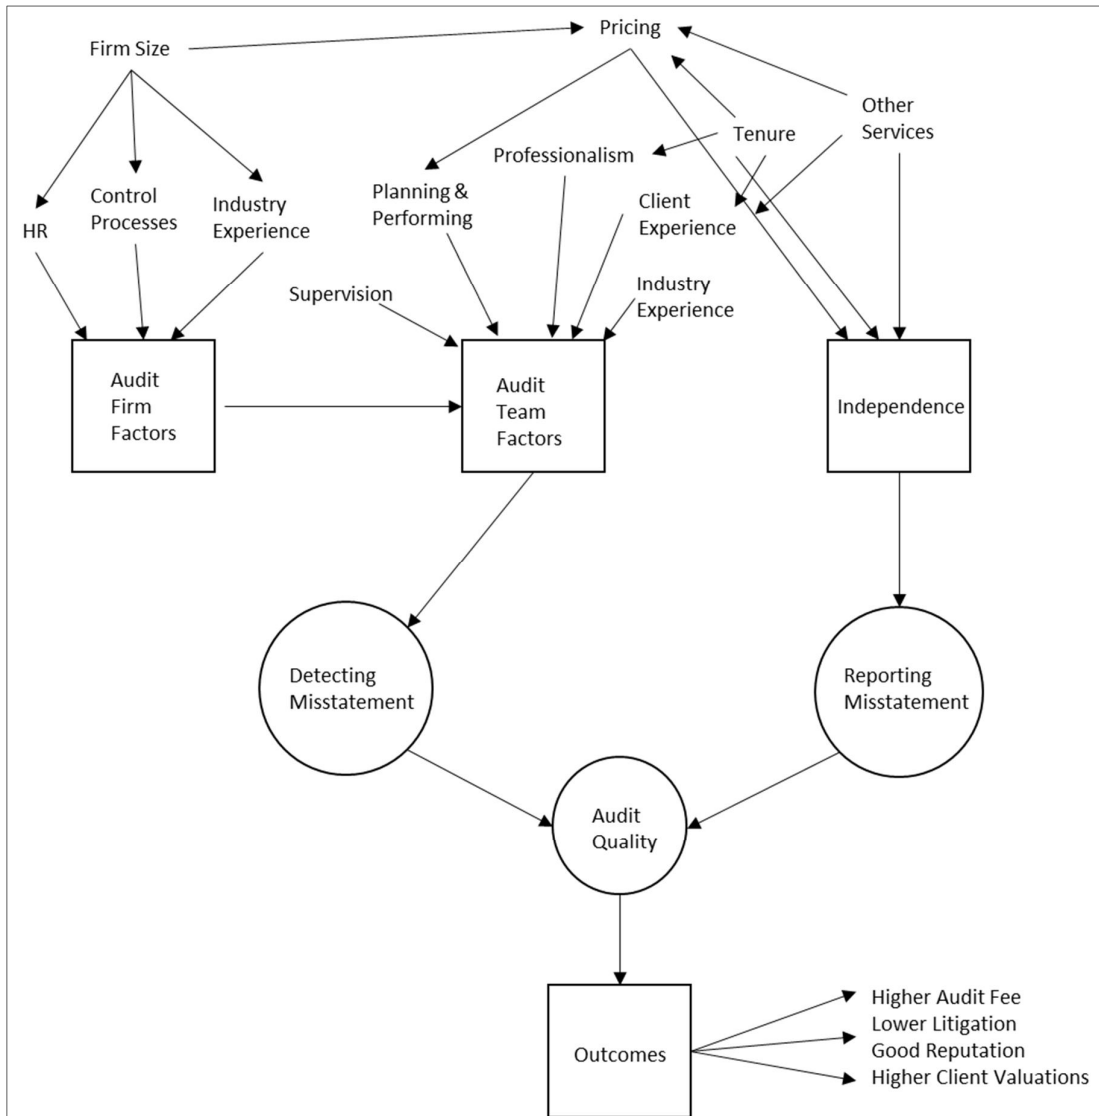 Pricing
Firm Size
Other
Services
Tenure
Professionalism
Planning &
Performing
Control
Processes
Industry
Experience
HR
Client
Experience
Supervision
Industry
Experience
Audit
Firm
Factors
Audit
Team
Factors
Independence
Detecting
Misstatement
Reporting
Misstatement
Audit
Quality
Outcomes
Higher Audit Fee
Lower Litigation
Good Reputation
Higher Client Valuations